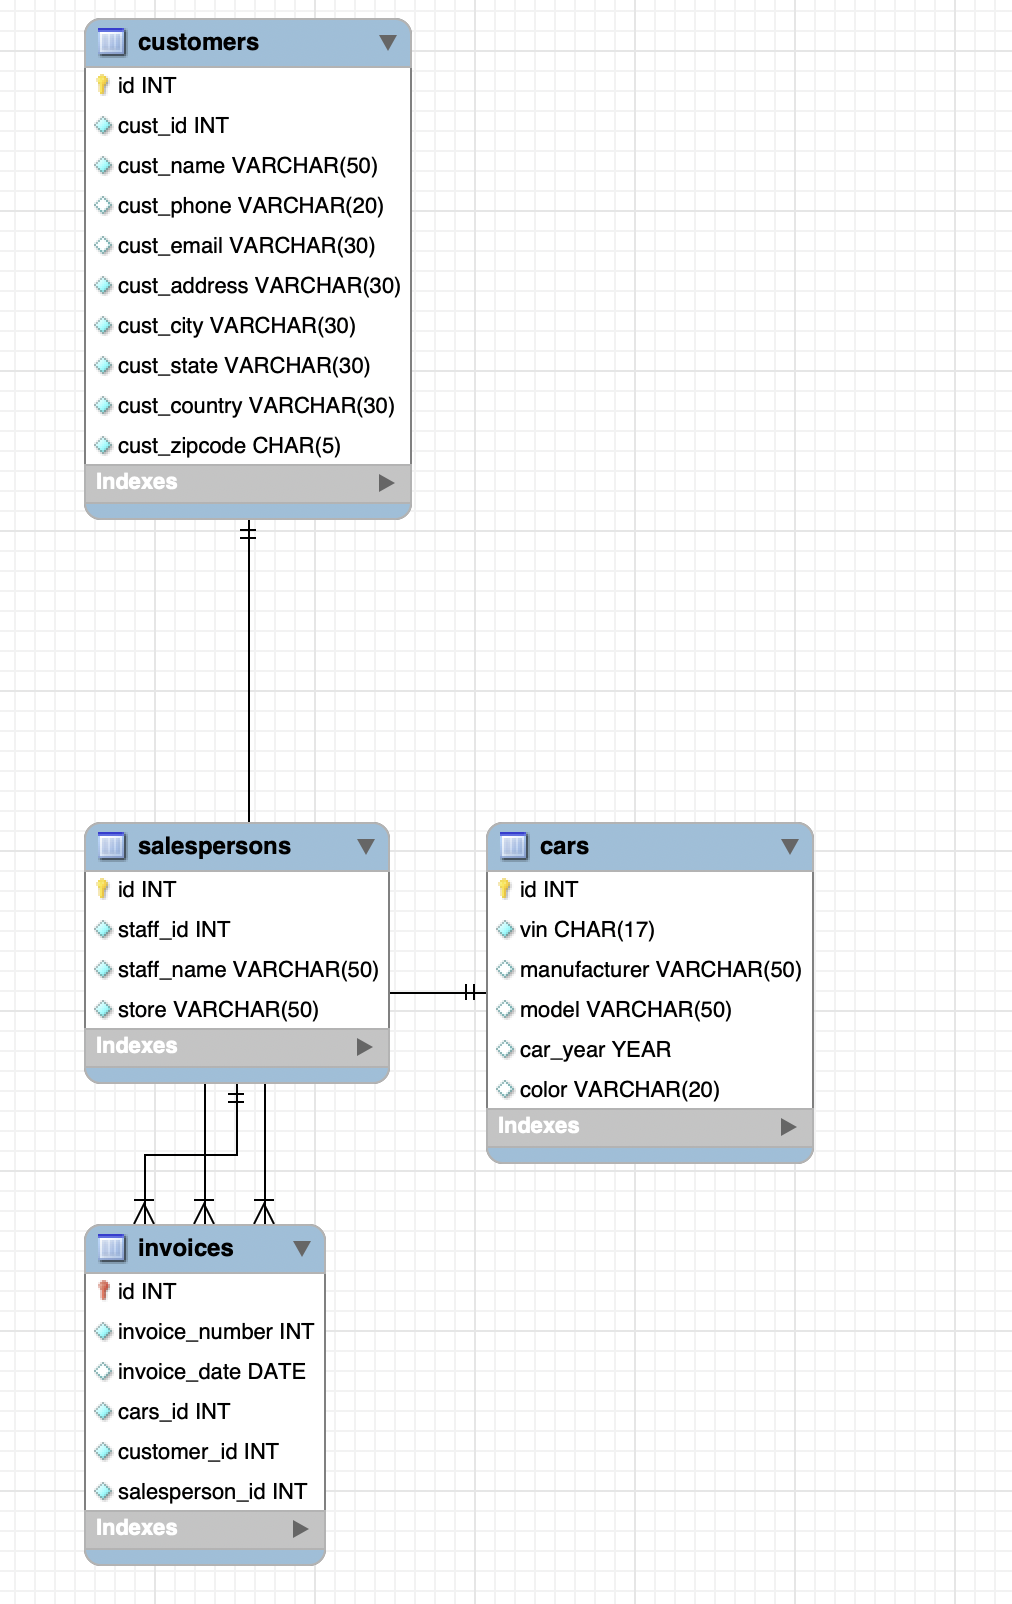 customers
id INT
cust_id INT
cust_name VARCHAR(50)
cust_phone VARCHAR(20)
cust_email VARCHAR(30)
cust_address VARCHAR(30)
cust_city VARCHAR(30)
cust_state VARCHAR(30)
cust_country VARCHAR(30)
cust_zipcode CHAR(5)
Indexes
salespersons
id INT
staff_id INT
staff_name VARCHAR(50)
store VARCHAR(50)
Indexes
cars
id INT
vin CHAR(17)
manufacturer VARCHAR(50)
model VARCHAR(50)
car_year YEAR
color VARCHAR(20)
Indexes
invoices
id INT
invoice_number INT
invoice_date DATE
cars_id INT
customer_id INT
salesperson_id INT
Indexes